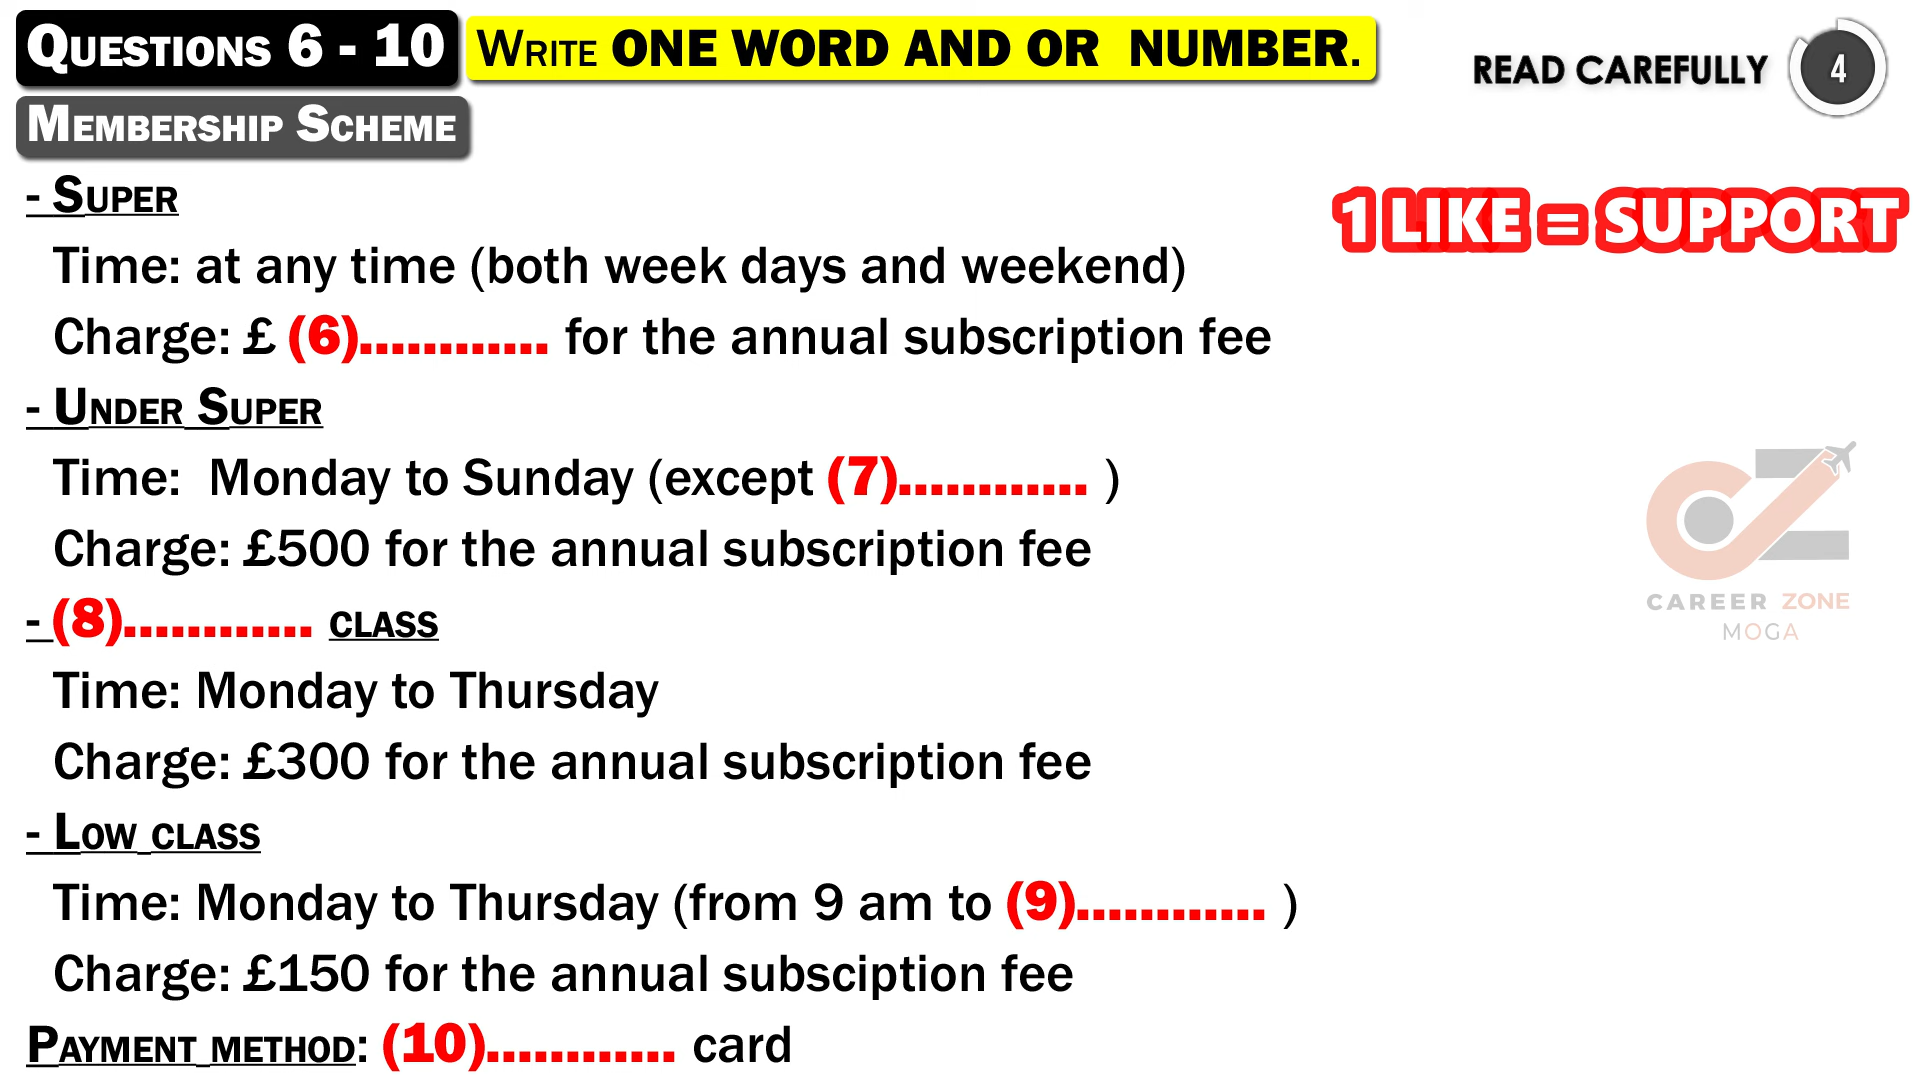 QUESTIONS 6 - 10 WRITE ONE WORD AND OR NUMBER.
READ CAREFULLY 4
MEMBERSHIP SCHEME
- SUPER
1 LIKE = SUPPORT
Time: at any time (both week days and weekend)
Charge: £ (6)............ for the annual subscription fee
- UNDER SUPER
Time: Monday to Sunday (except (7)............ )
Charge: £500 for the annual subscription fee
- (8)............ CLASS
CAREER ZONE
MOGA
Time: Monday to Thursday
Charge: £300 for the annual subscription fee
- LOW CLASS
Time: Monday to Thursday (from 9 am to (9)............ )
Charge: £150 for the annual subsciption fee
PAYMENT METHOD: (10)............ card